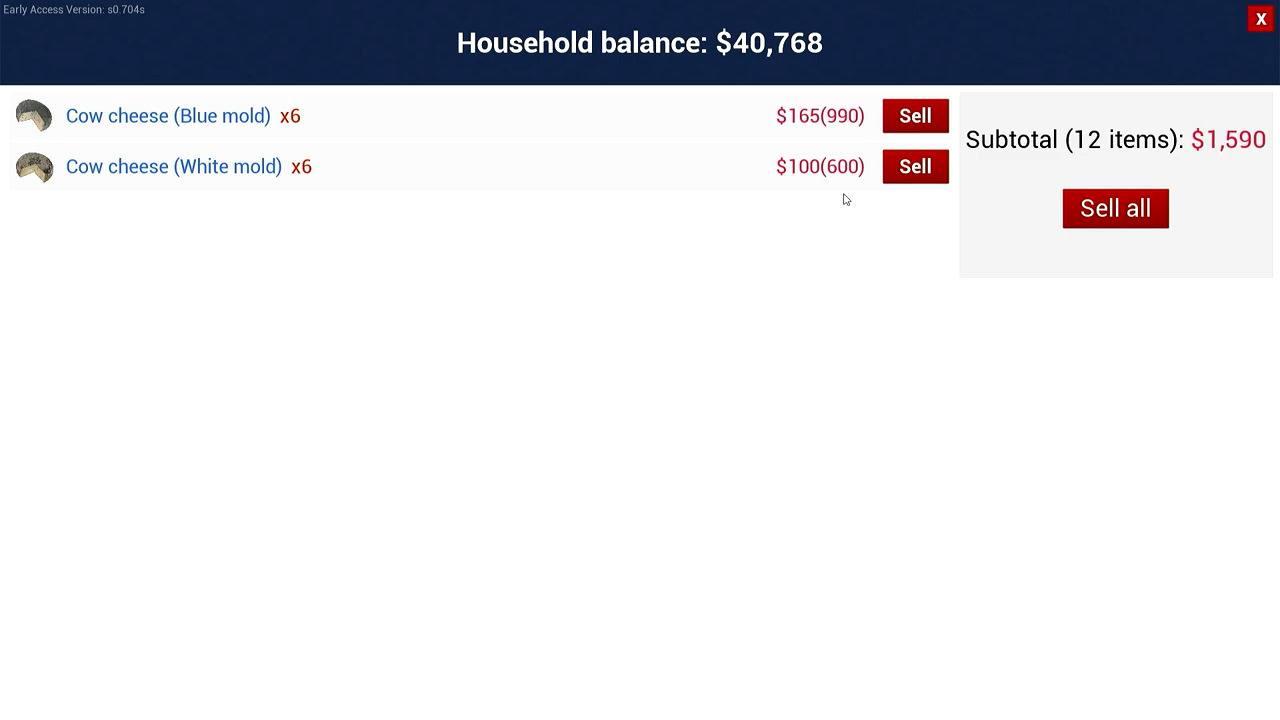 Early Access Version: s0.704s
X
Household balance: $40,768
Cow cheese (Blue mold) x6 $165(990) Sell
Cow cheese (White mold) x6 $100(600) Sell
Subtotal (12 items): $1,590
Sell all